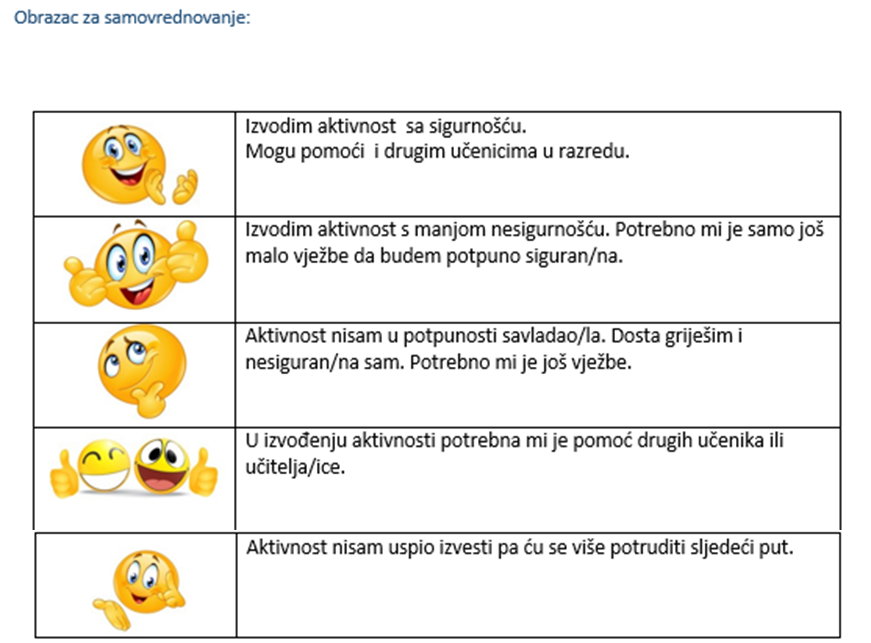 Obrazac za samovrednovanje:
Izvodim aktivnost sa sigurnošću.
Mogu pomoći i drugim učenicima u razredu.
Izvodim aktivnost s manjom nesigurnošću. Potrebno mi je samo još
malo vježbe da budem potpuno siguran/na.
Aktivnost nisam u potpunosti savladao/la. Dosta griješim i
nesiguran/na sam. Potrebno mi je još vježbe.
U izvođenju aktivnosti potrebna mi je pomoć drugih učenika ili
učitelja/ice.
Aktivnost nisam uspio izvesti pa ću se više potruditi sljedeći put.